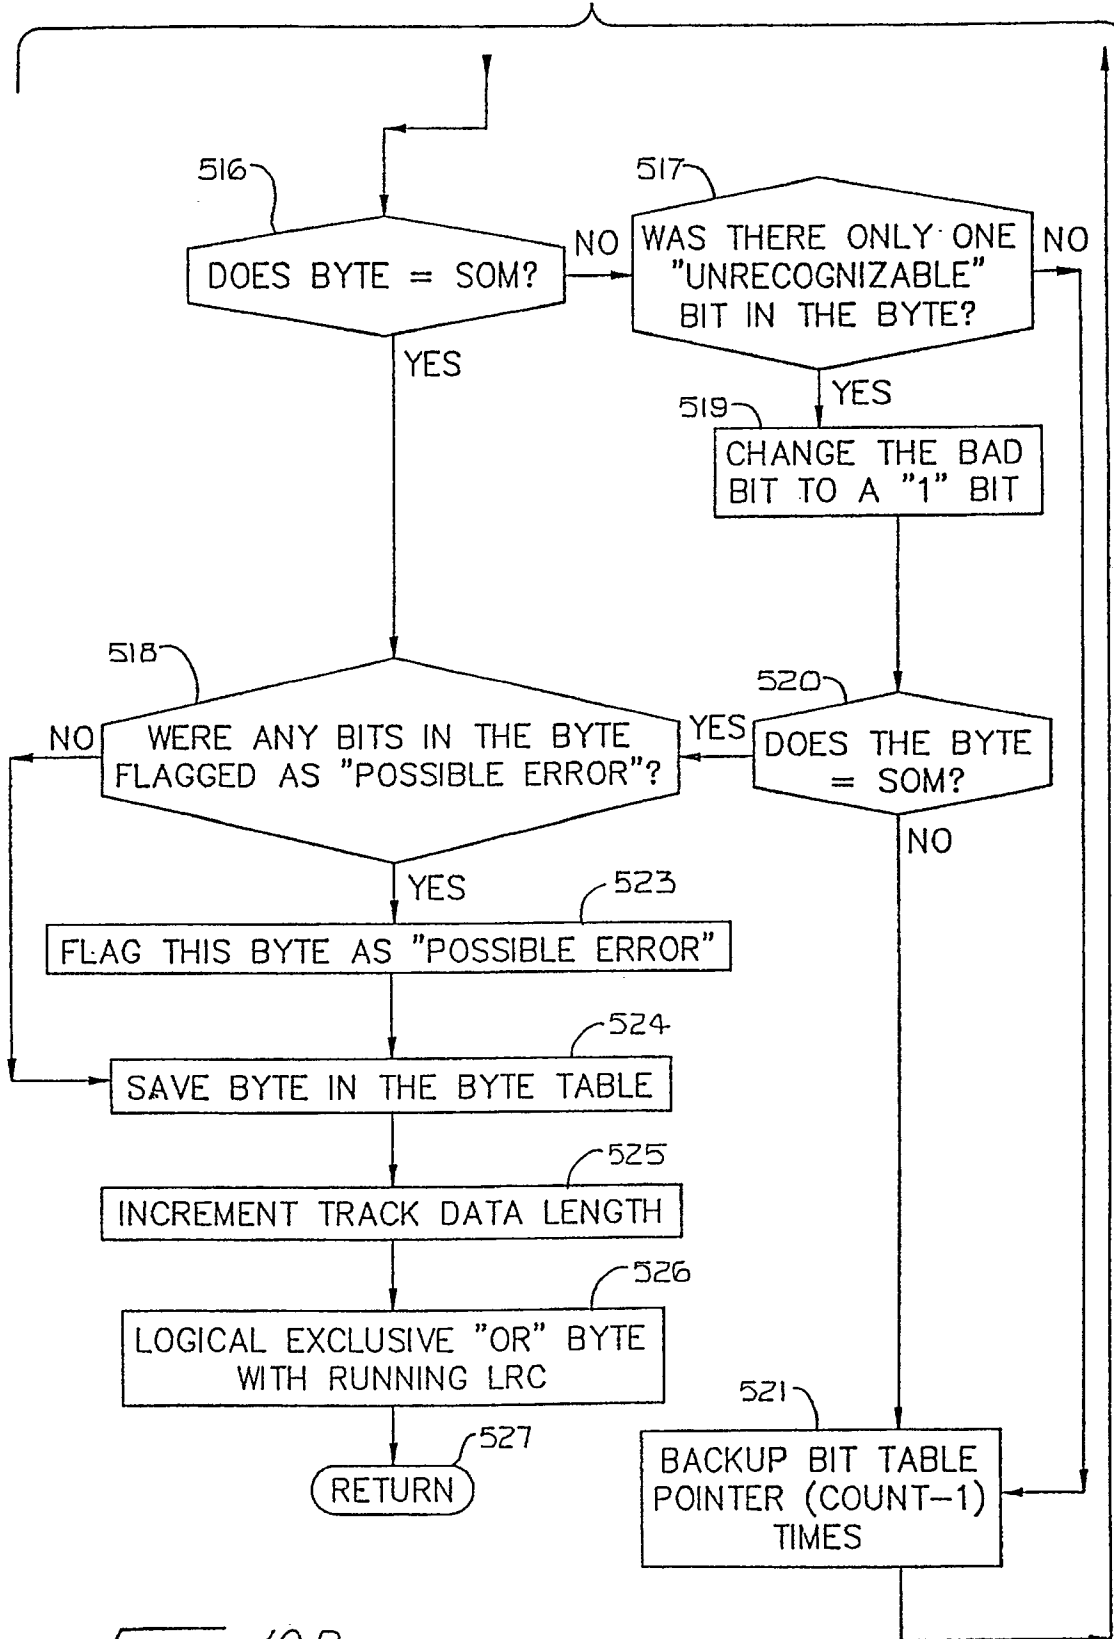 516
517
DOES BYTE = SOM?
NO
WAS THERE ONLY ONE
"UNRECOGNIZABLE"
BIT IN THE BYTE?
NO
YES
YES
519
CHANGE THE BAD
BIT TO A "1" BIT
518
520
NO
WERE ANY BITS IN THE BYTE
FLAGGED AS "POSSIBLE ERROR"?
YES
DOES THE BYTE
= SOM?
NO
YES
523
FLAG THIS BYTE AS "POSSIBLE ERROR"
524
SAVE BYTE IN THE BYTE TABLE
525
INCREMENT TRACK DATA LENGTH
526
LOGICAL EXCLUSIVE "OR" BYTE
WITH RUNNING LRC
527
RETURN
521
BACKUP BIT TABLE
POINTER (COUNT-1)
TIMES